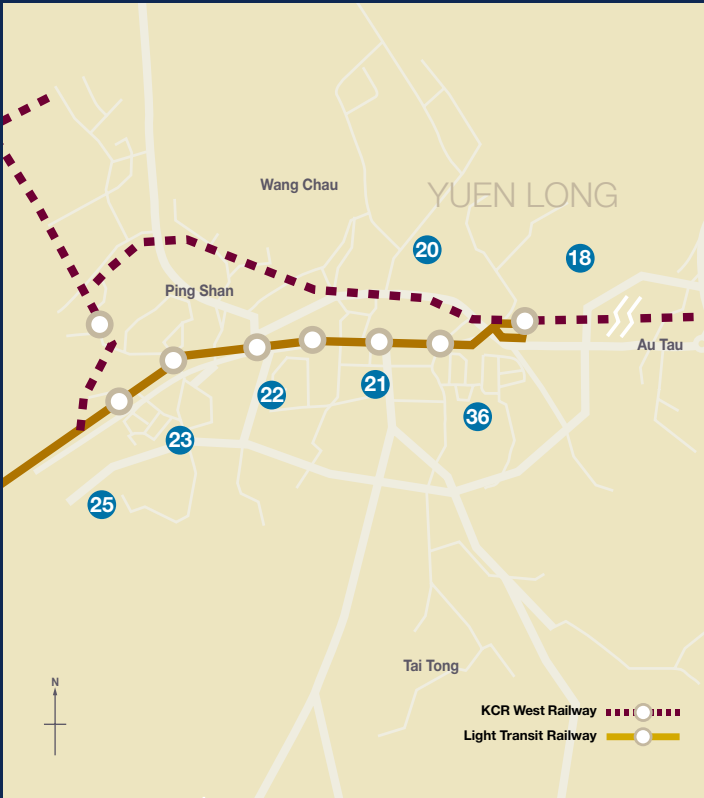 Wang Chau
YUEN LONG
20
18
Ping Shan
Au Tau
21
22
36
23
25
Tai Tong
N
KCR West Railway
Light Transit Railway